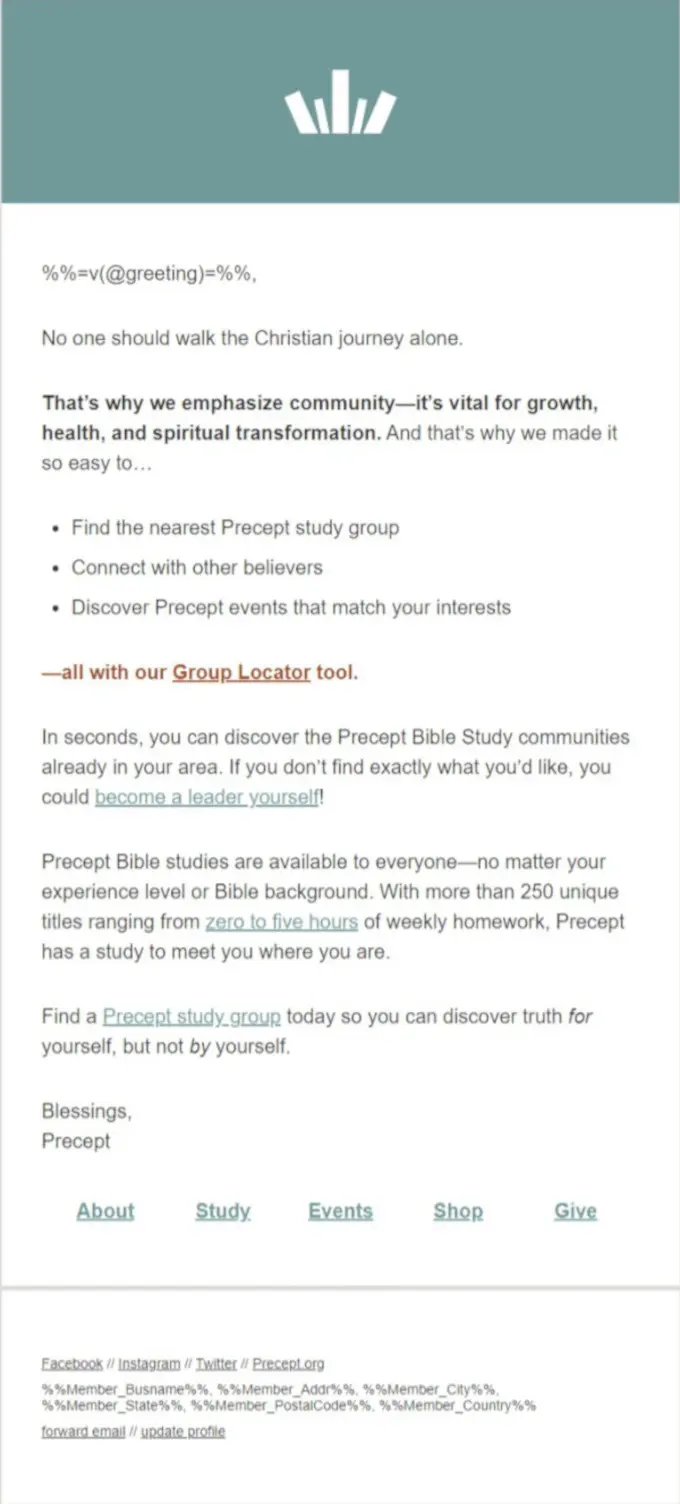 %%=v(@greeting)=%%,
No one should walk the Christian journey alone.
That’s why we emphasize community—it’s vital for growth,
health, and spiritual transformation. And that’s why we made it
so easy to…
• Find the nearest Precept study group
• Connect with other believers
• Discover Precept events that match your interests
—all with our Group Locator tool.
In seconds, you can discover the Precept Bible Study communities
already in your area. If you don’t find exactly what you’d like, you
could become a leader yourself!
Precept Bible studies are available to everyone—no matter your
experience level or Bible background. With more than 250 unique
titles ranging from zero to five hours of weekly homework, Precept
has a study to meet you where you are.
Find a Precept study group today so you can discover truth for
yourself, but not by yourself.
Blessings,
Precept
About Study Events Shop Give
Facebook // Instagram // Twitter // Precept.org
%%Member_Busname%%, %%Member_Addr%%, %%Member_City%%,
%%Member_State%%, %%Member_PostalCode%%, %%Member_Country%%
forward email // update profile